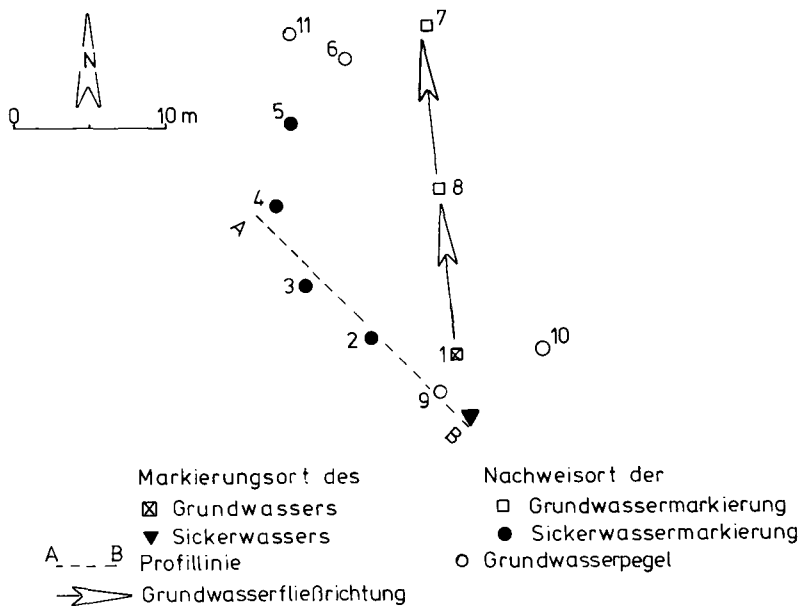 11
7
6
N
0 10 m
5
8
4
A
3
2
1
10
9
B
Markierungsort des
Grundwassers
Sickerwassers
A B Profillinie
Grundwasserfließrichtung
Nachweisort der
Grundwassermarkierung
Sickerwassermarkierung
Grundwasserpegel